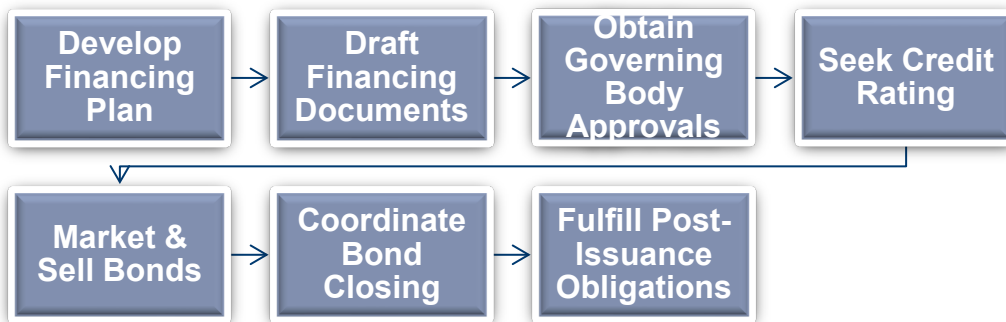 Develop
Financing
Plan
Draft
Financing
Documents
Obtain
Governing
Body
Approvals
Seek Credit
Rating
Market &
Sell Bonds
Coordinate
Bond
Closing
Fulfill Post-
Issuance
Obligations